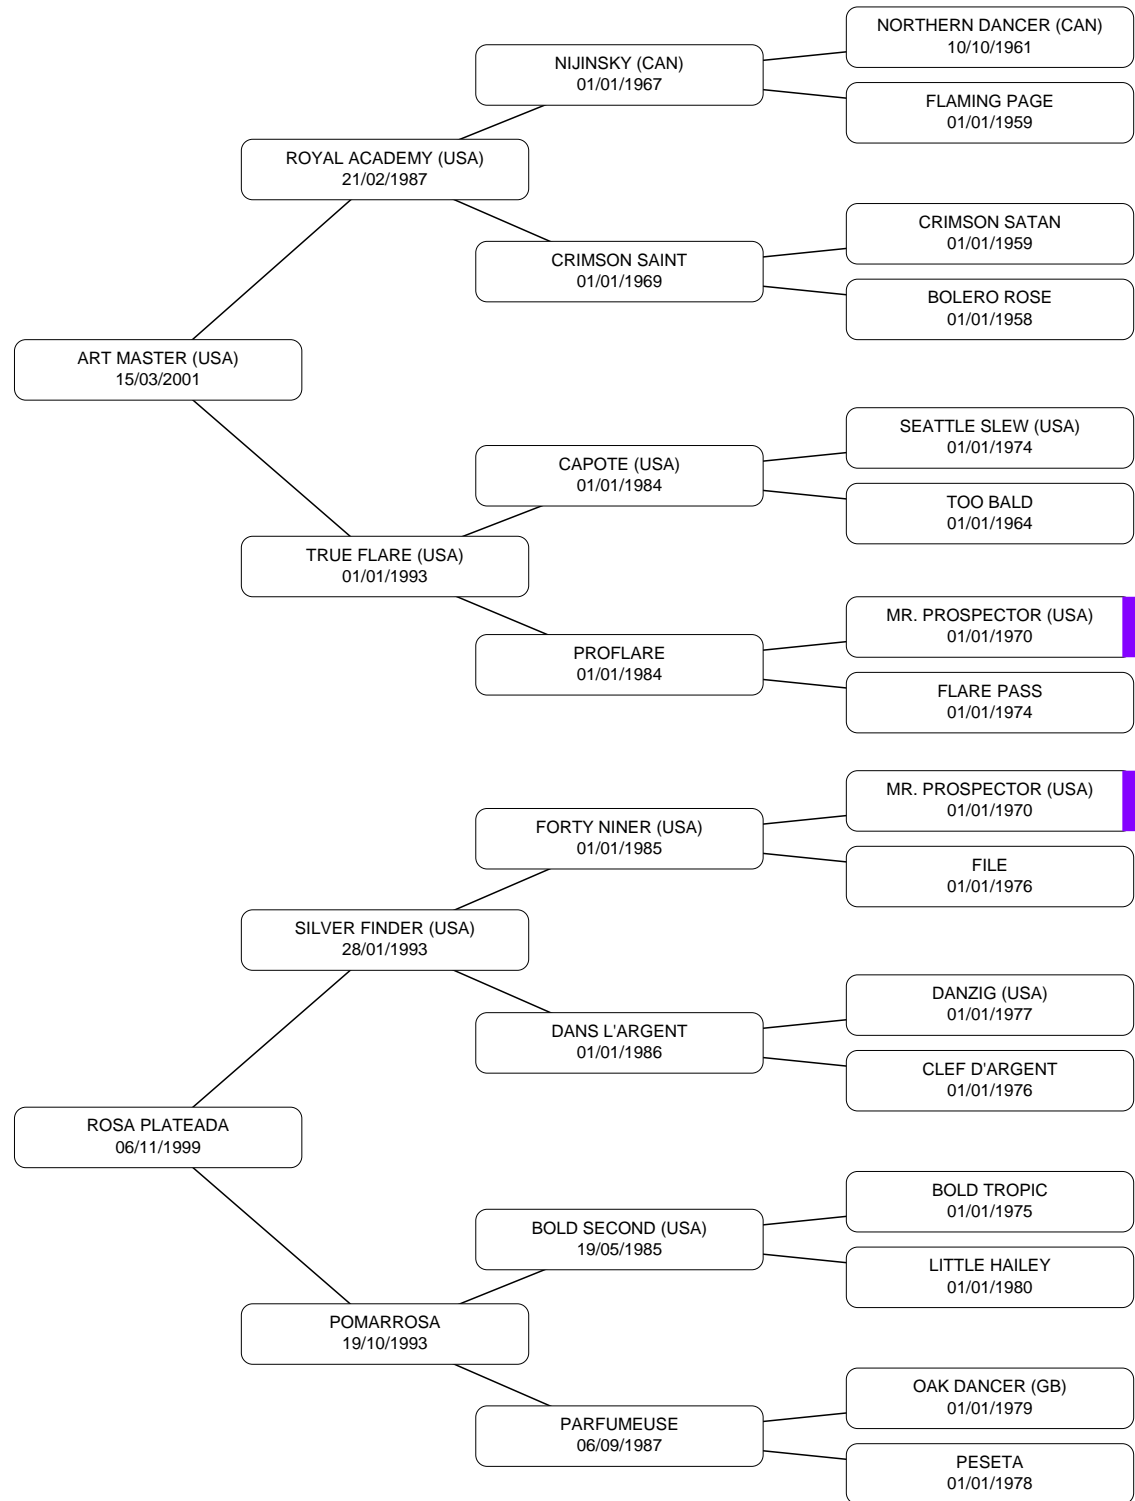 NORTHERN DANCER (CAN)
10/10/1961
NIJINSKY (CAN)
01/01/1967
FLAMING PAGE
01/01/1959
ROYAL ACADEMY (USA)
21/02/1987
CRIMSON SATAN
01/01/1959
CRIMSON SAINT
01/01/1969
BOLERO ROSE
01/01/1958
ART MASTER (USA)
15/03/2001
SEATTLE SLEW (USA)
01/01/1974
CAPOTE (USA)
01/01/1984
TOO BALD
01/01/1964
TRUE FLARE (USA)
01/01/1993
MR. PROSPECTOR (USA)
01/01/1970
PROFLARE
01/01/1984
FLARE PASS
01/01/1974
MR. PROSPECTOR (USA)
01/01/1970
FORTY NINER (USA)
01/01/1985
FILE
01/01/1976
SILVER FINDER (USA)
28/01/1993
DANZIG (USA)
01/01/1977
DANS L'ARGENT
01/01/1986
CLEF D'ARGENT
01/01/1976
ROSA PLATEADA
06/11/1999
BOLD TROPIC
01/01/1975
BOLD SECOND (USA)
19/05/1985
LITTLE HAILEY
01/01/1980
POMARROSA
19/10/1993
OAK DANCER (GB)
01/01/1979
PARFUMEUSE
06/09/1987
PESETA
01/01/1978